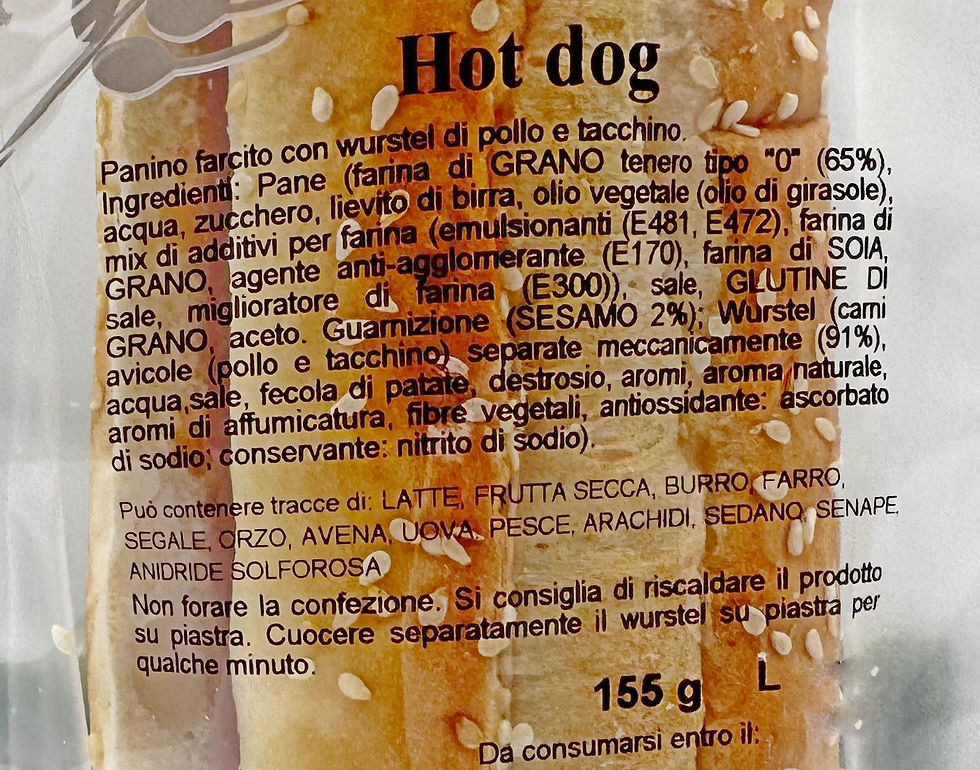 Hot dog
Panino farcito con wurstel di pollo e tacchino.
Ingredienti: Pane (farina di GRANO tenero tipo "0" (65%),
acqua, zucchero, lievito di birra, olio vegetale (olio di girasole),
mix di additivi per farina (emulsionanti (E481, E472), farina di
GRANO, agente anti-agglomerante (E170), farina di SOIA,
sale, miglioratore di farina (E300)), sale, GLUTINE DI
GRANO, aceto. Guarnizione (SESAMO 2%); Wurstel (carni
avicole (pollo e tacchino) separate meccanicamente (91%),
acqua,sale, fecola di patate, destrosio, aromi, aroma naturale,
aromi di affumicatura, fibre vegetali, antiossidante: ascorbato
di sodio; conservante: nitrito di sodio).
Può contenere tracce di: LATTE, FRUTTA SECCA, BURRO, FARRO,
SEGALE, ORZO, AVENA, UOVA, PESCE, ARACHIDI, SEDANO, SENAPE,
ANIDRIDE SOLFOROSA
Non forare la confezione. Si consiglia di riscaldare il prodotto
su piastra. Cuocere separatamente il wurstel su piastra per
qualche minuto.
155 g L
Da consumarsi entro il: